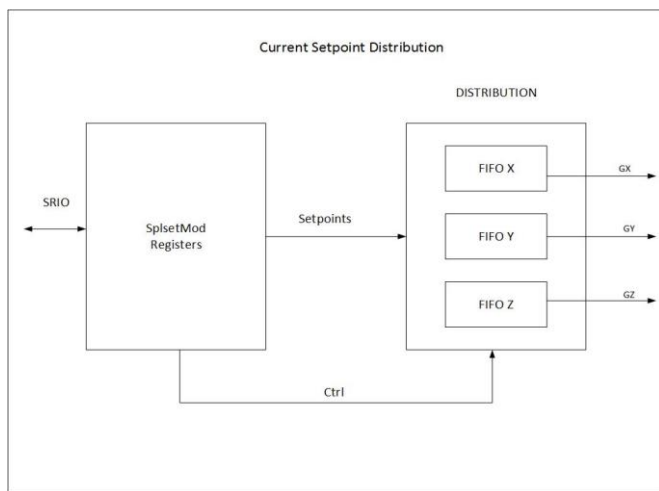 Current Setpoint Distribution
DISTRIBUTION
FIFO X
GX
SRIO
SplsetMod
Registers
Setpoints
FIFO Y
GY
FIFO Z
GZ
Ctrl